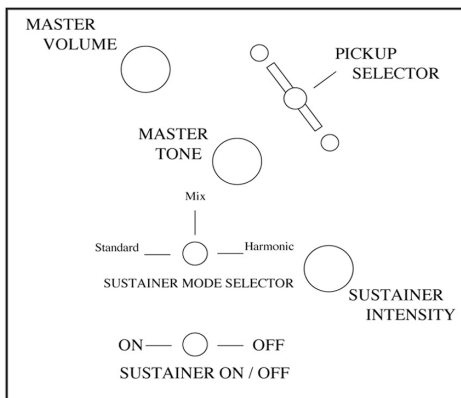 MASTER
VOLUME
PICKUP
SELECTOR
MASTER
TONE
Mix
Standard
Harmonic
SUSTAINER MODE SELECTOR
SUSTAINER
INTENSITY
ON
OFF
SUSTAINER ON / OFF